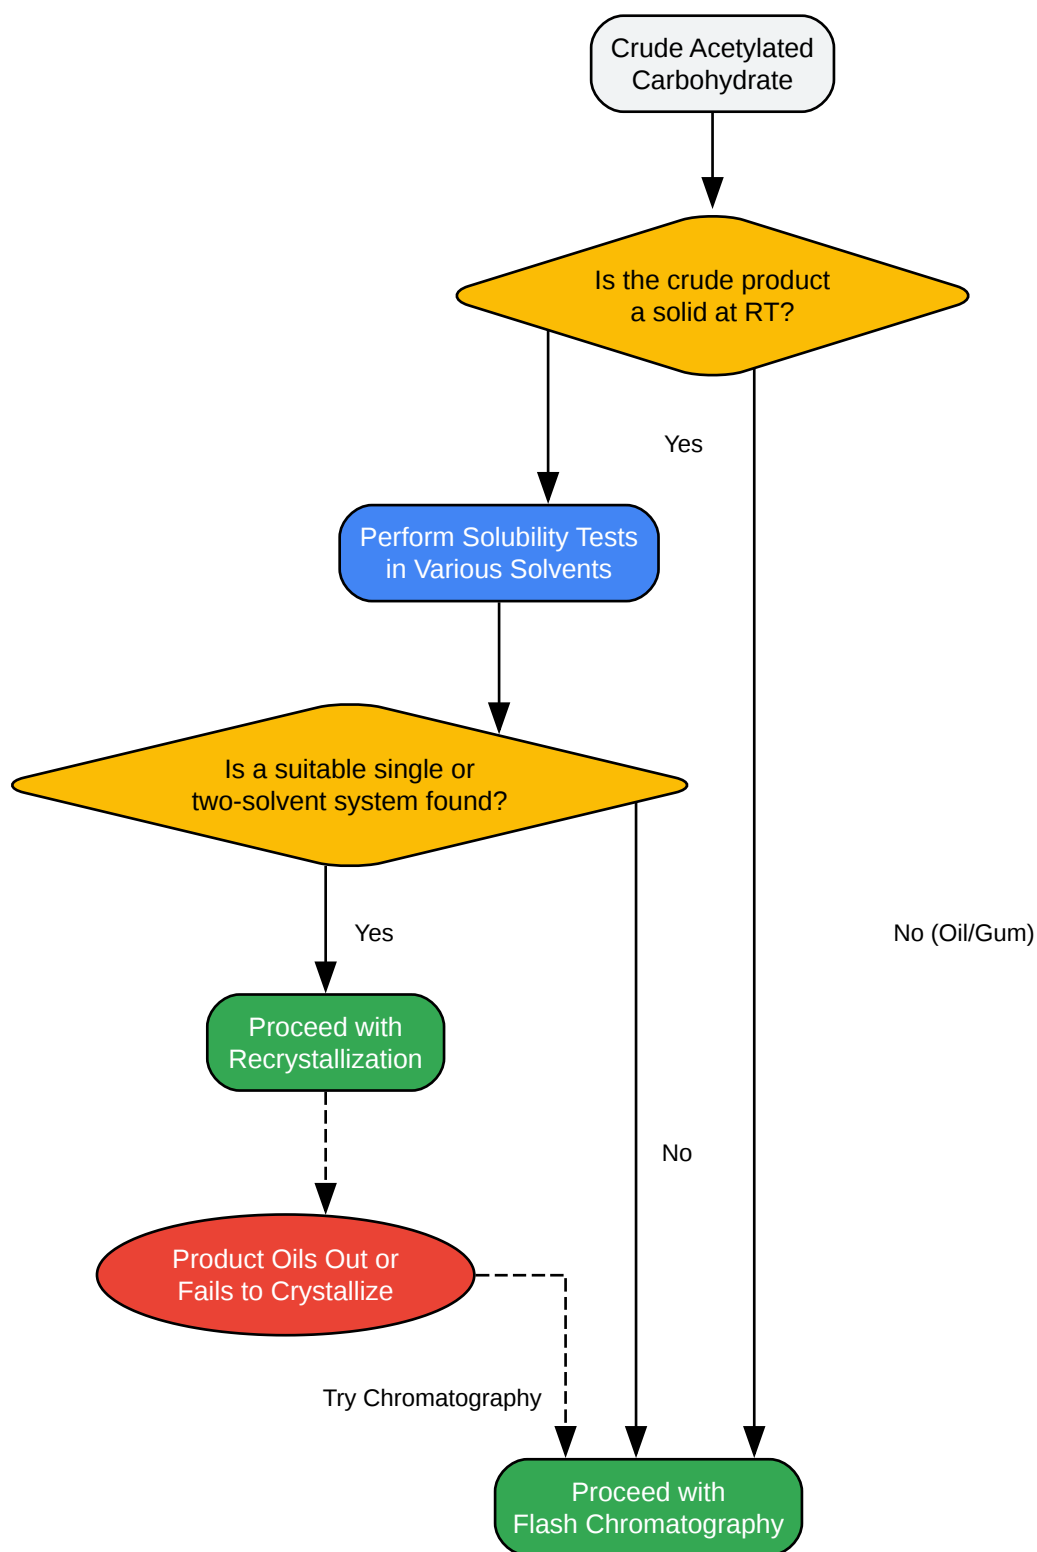 Crude Acetylated
Carbohydrate
Is the crude product
a solid at RT?
Yes
Perform Solubility Tests
in Various Solvents
Is a suitable single or
two-solvent system found?
Yes
No (Oil/Gum)
Proceed with
Recrystallization
No
Product Oils Out or
Fails to Crystallize
Try Chromatography
Proceed with
Flash Chromatography